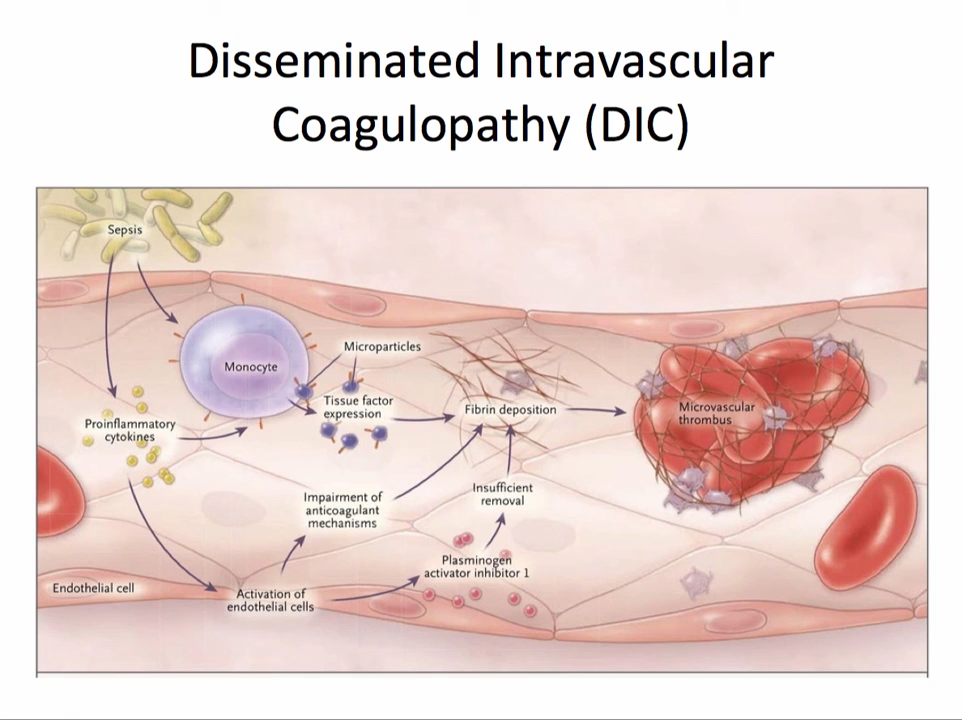 Disseminated Intravascular
Coagulopathy (DIC)
Sepsis
Microparticles
Monocyte
Tissue factor
expression
Fibrin deposition
Microvascular
thrombus
Proinflammatory
cytokines
Impairment of
anticoagulant
mechanisms
Insufficient
removal
Plasminogen
activator inhibitor 1
Endothelial cell
Activation of
endothelial cells